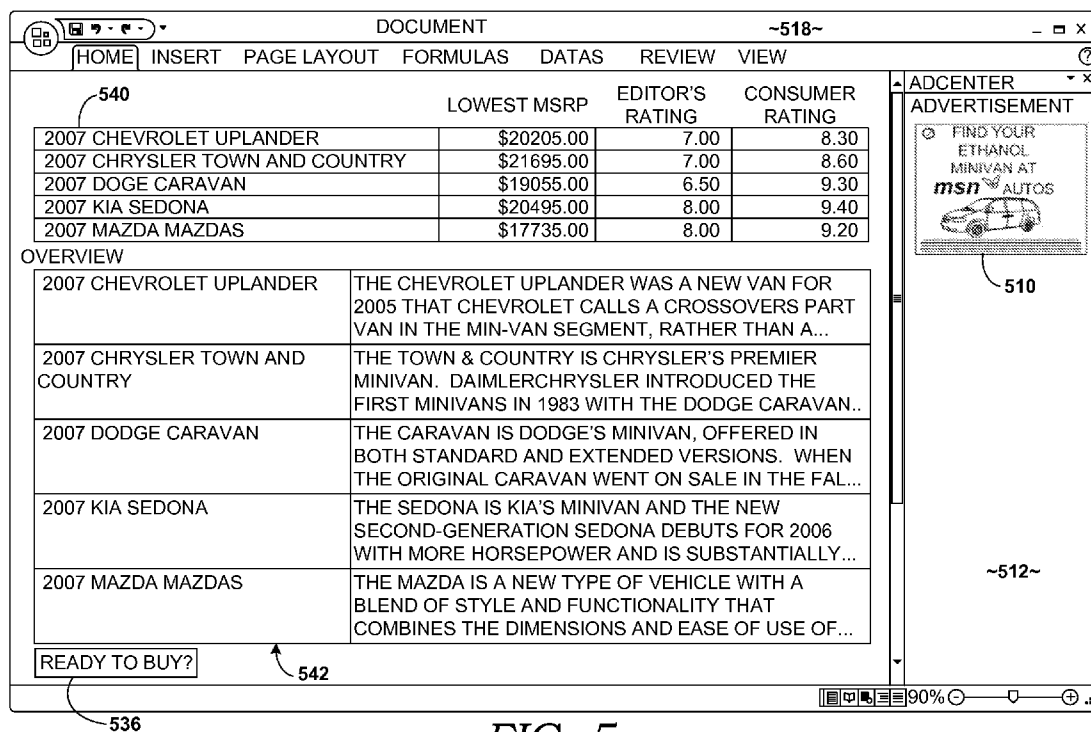 DOCUMENT ~518~
HOME INSERT PAGE LAYOUT FORMULAS DATAS REVIEW VIEW
540
LOWEST MSRP EDITOR'S RATING CONSUMER RATING
2007 CHEVROLET UPLANDER $20205.00 7.00 8.30
2007 CHRYSLER TOWN AND COUNTRY $21695.00 7.00 8.60
2007 DOGE CARAVAN $19055.00 6.50 9.30
2007 KIA SEDONA $20495.00 8.00 9.40
2007 MAZDA MAZDAS $17735.00 8.00 9.20
OVERVIEW
2007 CHEVROLET UPLANDER
THE CHEVROLET UPLANDER WAS A NEW VAN FOR
2005 THAT CHEVROLET CALLS A CROSSOVERS PART
VAN IN THE MIN-VAN SEGMENT, RATHER THAN A...
2007 CHRYSLER TOWN AND
COUNTRY
THE TOWN & COUNTRY IS CHRYSLER'S PREMIER
MINIVAN. DAIMLERCHRYSLER INTRODUCED THE
FIRST MINIVANS IN 1983 WITH THE DODGE CARAVAN..
2007 DODGE CARAVAN
THE CARAVAN IS DODGE'S MINIVAN, OFFERED IN
BOTH STANDARD AND EXTENDED VERSIONS. WHEN
THE ORIGINAL CARAVAN WENT ON SALE IN THE FAL...
2007 KIA SEDONA
THE SEDONA IS KIA'S MINIVAN AND THE NEW
SECOND-GENERATION SEDONA DEBUTS FOR 2006
WITH MORE HORSEPOWER AND IS SUBSTANTIALLY...
2007 MAZDA MAZDAS
THE MAZDA IS A NEW TYPE OF VEHICLE WITH A
BLEND OF STYLE AND FUNCTIONALITY THAT
COMBINES THE DIMENSIONS AND EASE OF USE OF...
READY TO BUY?
542
536
ADCENTER
ADVERTISEMENT
FIND YOUR
ETHANOL
MINIVAN AT
msn AUTOS
510
~512~
90%